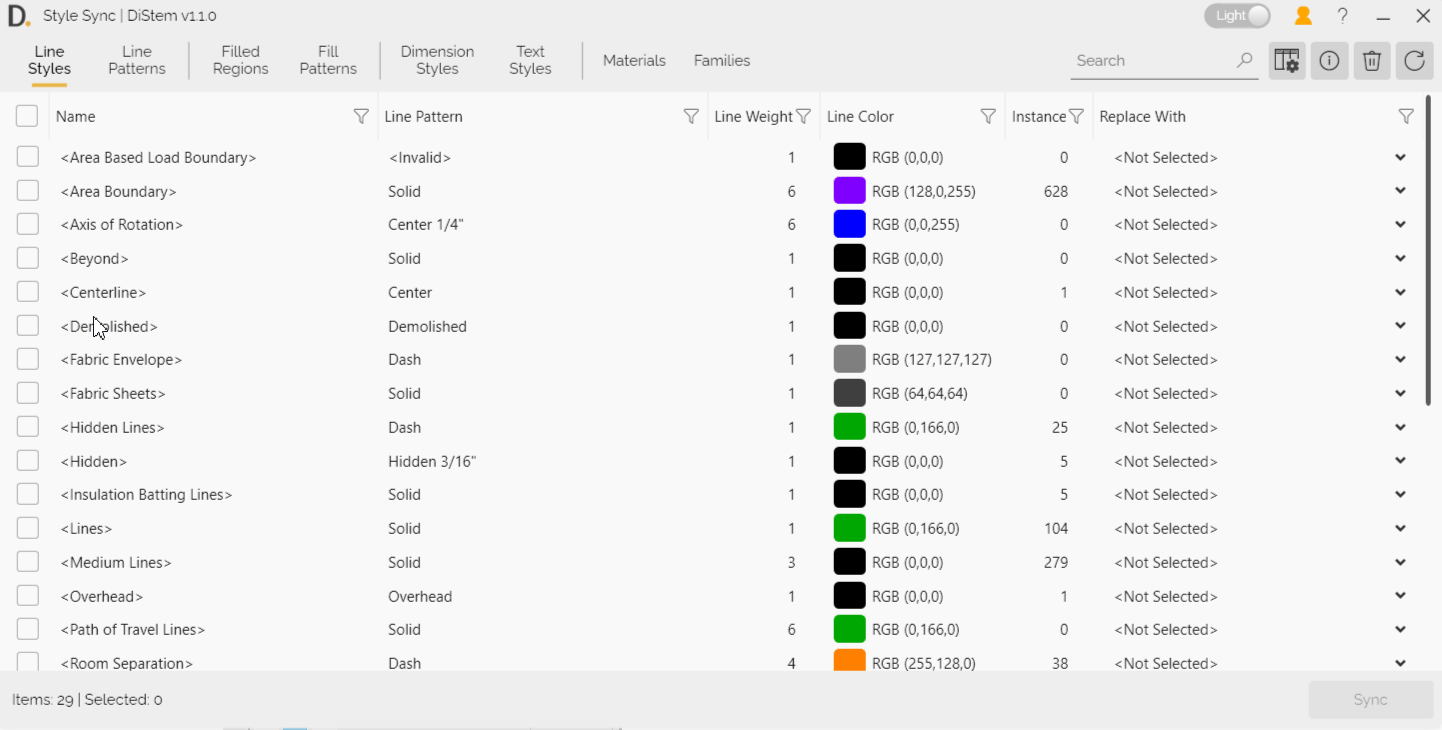 D. Style Sync | DiStem v1.1.0 Light ?
Line Styles Line Patterns Filled Regions Fill Patterns Dimension Styles Text Styles Materials Families Search
Name Line Pattern Line Weight Line Color Instance Replace With
<Area Based Load Boundary> <Invalid> 1 RGB (0,0,0) 0 <Not Selected>
<Area Boundary> Solid 6 RGB (128,0,255) 628 <Not Selected>
<Axis of Rotation> Center 1/4" 6 RGB (0,0,255) 0 <Not Selected>
<Beyond> Solid 1 RGB (0,0,0) 0 <Not Selected>
<Centerline> Center 1 RGB (0,0,0) 1 <Not Selected>
<Demolished> Demolished 1 RGB (0,0,0) 0 <Not Selected>
<Fabric Envelope> Dash 1 RGB (127,127,127) 0 <Not Selected>
<Fabric Sheets> Solid 1 RGB (64,64,64) 0 <Not Selected>
<Hidden Lines> Dash 1 RGB (0,166,0) 25 <Not Selected>
<Hidden> Hidden 3/16" 1 RGB (0,0,0) 5 <Not Selected>
<Insulation Batting Lines> Solid 1 RGB (0,0,0) 5 <Not Selected>
<Lines> Solid 1 RGB (0,166,0) 104 <Not Selected>
<Medium Lines> Solid 3 RGB (0,0,0) 279 <Not Selected>
<Overhead> Overhead 1 RGB (0,0,0) 1 <Not Selected>
<Path of Travel Lines> Solid 6 RGB (0,166,0) 0 <Not Selected>
<Room Separation> Dash 4 RGB (255,128,0) 38 <Not Selected>
Items: 29 | Selected: 0 Sync